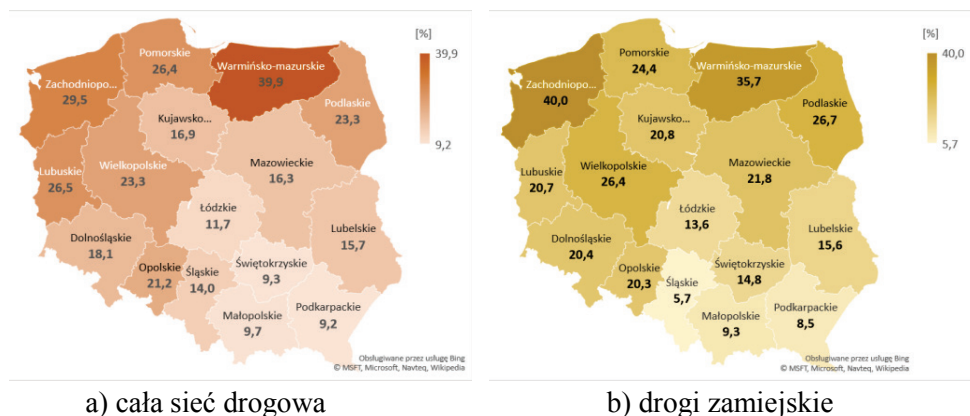 [%]
39,9
9,2
Pomorskie
26,4
Warmińsko-mazurskie
39,9
Zachodniopo...
29,5
Podlaskie
23,3
Kujawsko...
16,9
Mazowieckie
16,3
Wielkopolskie
23,3
Lubuskie
26,5
Łódzkie
11,7
Lubelskie
15,7
Dolnośląskie
18,1
Opolskie
21,2
Śląskie
14,0
Świętokrzyskie
9,3
Małopolskie
9,7
Podkarpackie
9,2
Obsługiwane przez usługę Bing
© MSFT, Microsoft, Navteq, Wikipedia
a) cała sieć drogowa
[%]
40,0
5,7
Pomorskie
24,4
Warmińsko-mazurskie
35,7
Zachodniopo...
40,0
Podlaskie
26,7
Kujawsko...
20,8
Mazowieckie
21,8
Wielkopolskie
26,4
Lubuskie
20,7
Łódzkie
13,6
Lubelskie
15,6
Dolnośląskie
20,4
Opolskie
20,3
Śląskie
5,7
Świętokrzyskie
14,8
Małopolskie
9,3
Podkarpackie
8,5
Obsługiwane przez usługę Bing
© MSFT, Microsoft, Navteq, Wikipedia
b) drogi zamiejskie